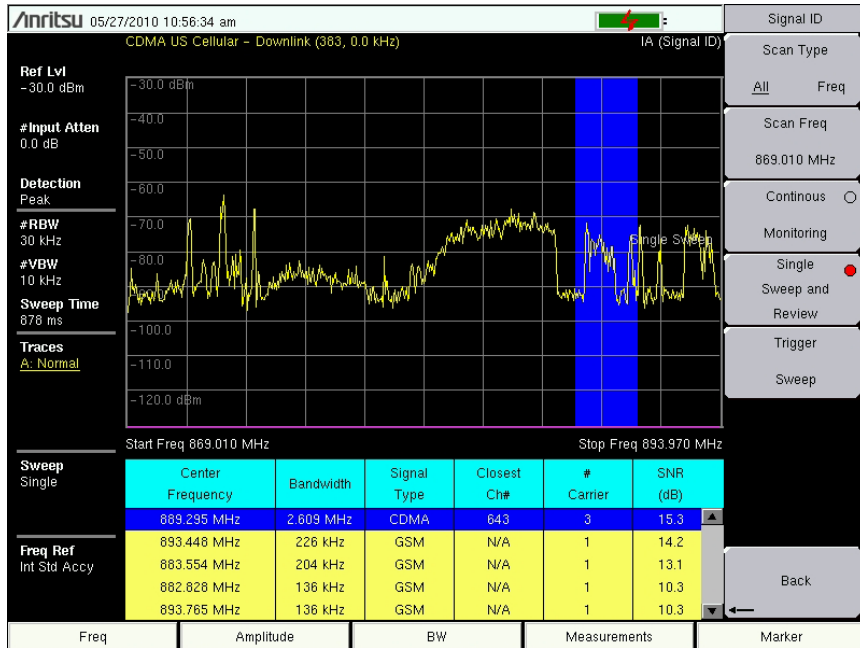 Anritsu 05/27/2010 10:56:34 am
Signal ID
CDMA US Cellular - Downlink (383, 0.0 kHz)
IA (Signal ID)
Ref Lvl
-30.0 dBm
#Input Atten
0.0 dB
Detection
Peak
#RBW
30 kHz
#VBW
10 kHz
Sweep Time
878 ms
Traces
A: Normal
Sweep
Single
Freq Ref
Int Std Accy
-30.0 dBm
-40.0
-50.0
-60.0
-70.0
Single Sweep
-80.0
-100.0
-110.0
-120.0 dBm
Start Freq 869.010 MHz
Stop Freq 893.970 MHz
Center Frequency Bandwidth Signal Type Closest Ch# # Carrier SNR (dB)
889.295 MHz 2.609 MHz CDMA 643 3 15.3
893.448 MHz 226 kHz GSM N/A 1 14.2
883.554 MHz 204 kHz GSM N/A 1 13.1
882.828 MHz 136 kHz GSM N/A 1 10.3
893.765 MHz 136 kHz GSM N/A 1 10.3
Scan Type
All Freq
Scan Freq
869.010 MHz
Continous
Monitoring
Single
Sweep and
Review
Trigger
Sweep
Back
Freq Amplitude BW Measurements Marker